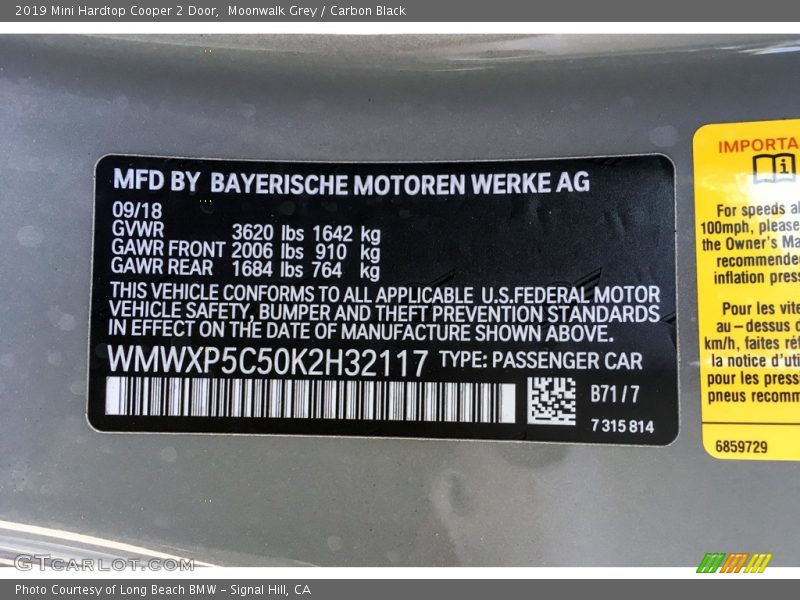 2019 Mini Hardtop Cooper 2 Door,  Moonwalk Grey / Carbon Black
MFD BY BAYERISCHE MOTOREN WERKE AG
09/18
GVWR 3620 lbs 1642 kg
GAWR FRONT 2006 lbs 910 kg
GAWR REAR 1684 lbs 764 kg
THIS VEHICLE CONFORMS TO ALL APPLICABLE U.S.FEDERAL MOTOR
VEHICLE SAFETY, BUMPER AND THEFT PREVENTION STANDARDS
IN EFFECT ON THE DATE OF MANUFACTURE SHOWN ABOVE.
WMWXP5C50K2H32117 TYPE: PASSENGER CAR
B71/7
7 315 814
IMPORTA
i
For speeds a
100mph, please
the Owner's Ma
recommende
inflation press
Pour les vite
au-dessus d
km/h, faites réf
la notice d'uti
pour les press
pneus recomm
6859729
GTCARLOT.COM
Photo Courtesy of Long Beach BMW - Signal Hill, CA